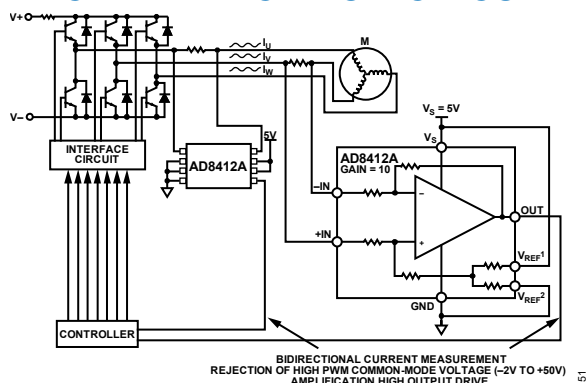 V+
I_U
I_V
I_W
M
V–
INTERFACE
CIRCUIT
5V
AD8412A
V_S = 5V
V_S
AD8412A
GAIN = 10
–IN
+IN
OUT
V_REF1
V_REF2
GND
CONTROLLER
BIDIRECTIONAL CURRENT MEASUREMENT
REJECTION OF HIGH PWM COMMON-MODE VOLTAGE (–2V TO +50V)
AMPLIFICATION HIGH OUTPUT DRIVE
51